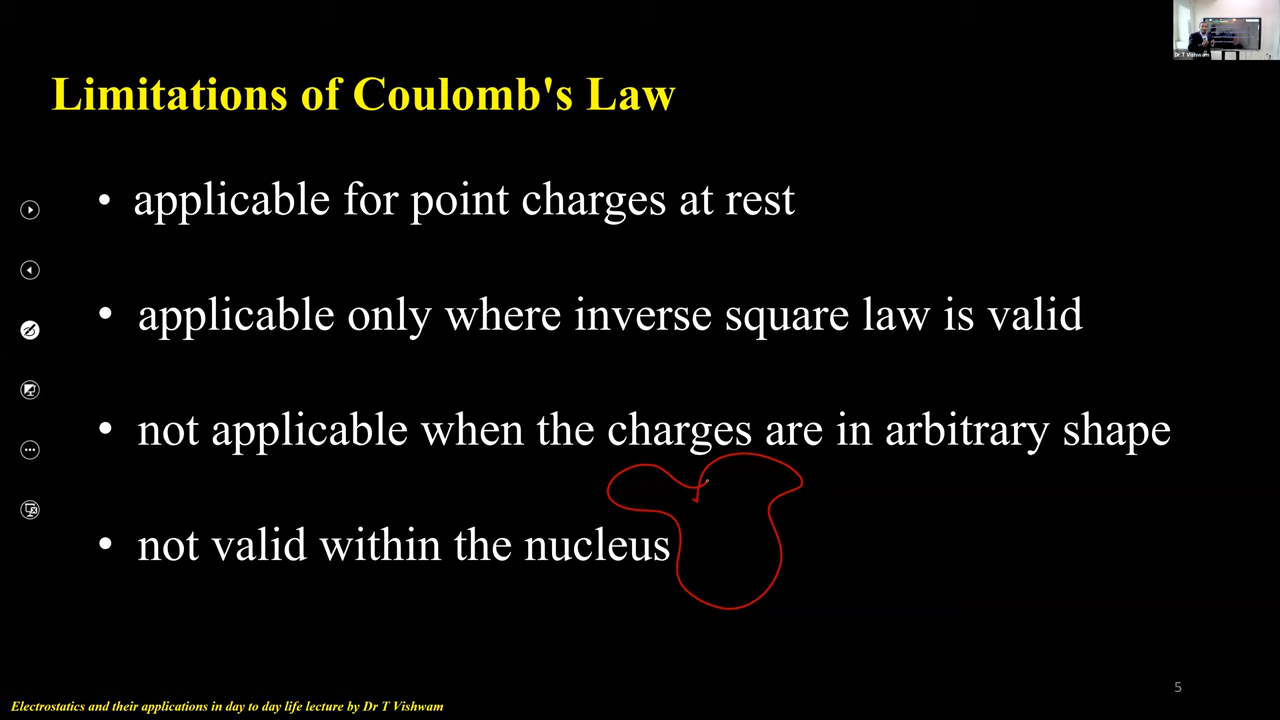 Dr.T Vishwam
Limitations of Coulomb's Law
• applicable for point charges at rest
• applicable only where inverse square law is valid
• not applicable when the charges are in arbitrary shape
• not valid within the nucleus
5
Electrostatics and their applications in day to day life lecture by Dr T Vishwam